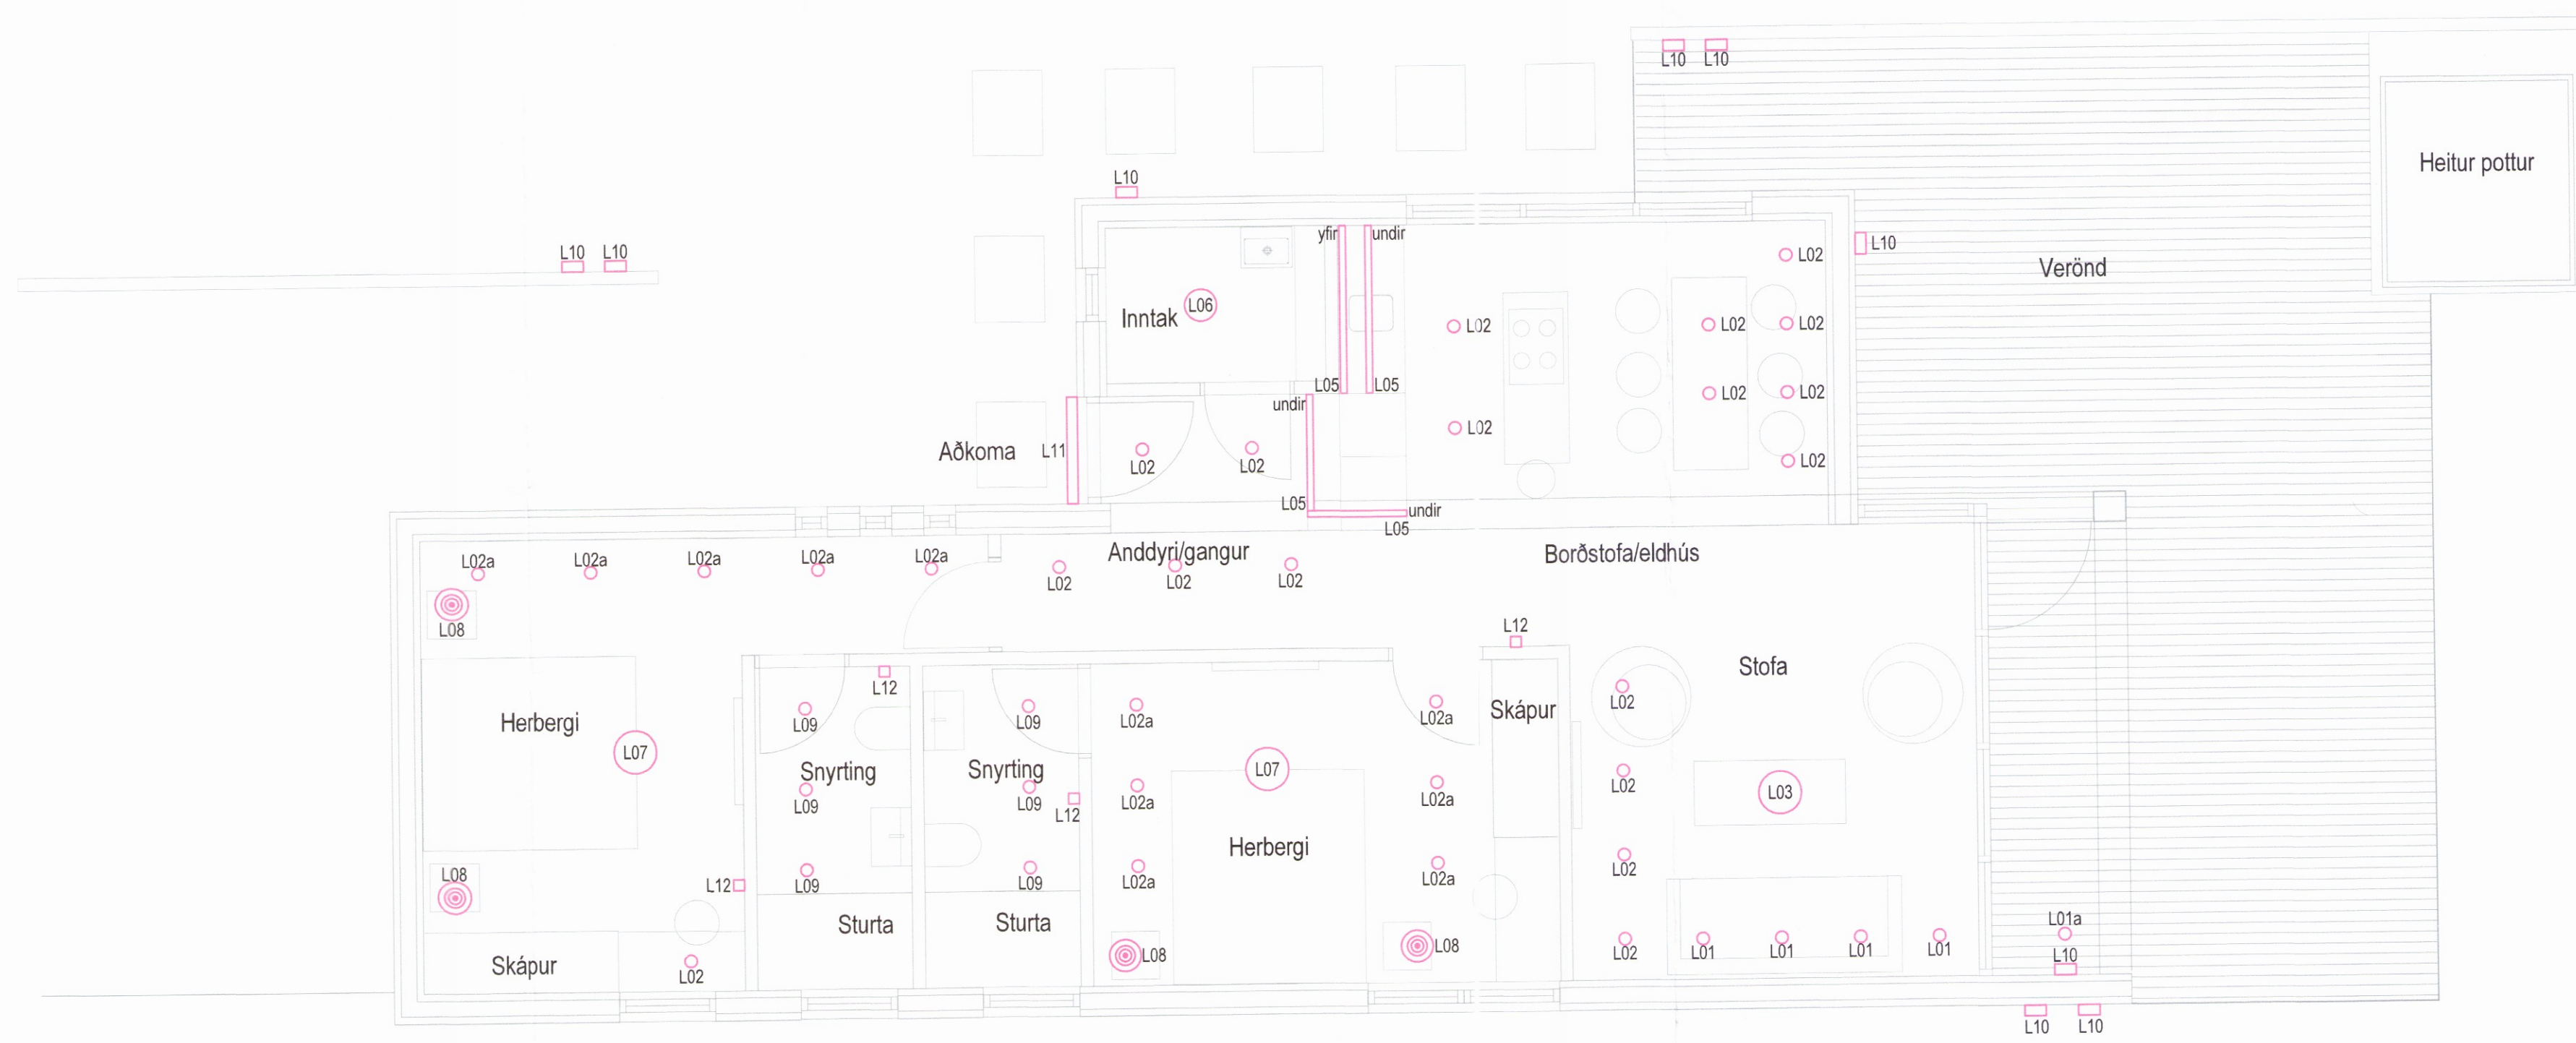 L10 L10
Heitur pottur
L10
L10 L10
yfir undir
L10
L02
Verönd
L06
Inntak
L02
L02
L02
L05 L05
L02
L02
undir
L02
Aðkoma L11
L02 L02
L02
L05
undir
L05
L02a L02a L02a L02a L02a
Anddyri/gangur
Borðstofa/eldhús
L02 L02 L02
L08
L12
Stofa
L12
L02
Herbergi
L09 L09 L02a L02a
Skápur
L07
Snyrting
Snyrting
L07
L02
L03
L09 L09 L02a L02a
L12
Herbergi
L02
L08
L12
L09 L09 L02a L02a
Sturta
Sturta
L01a
Skápur
L02
L08
L08
L02 L01 L01 L01 L01
L10
L10 L10